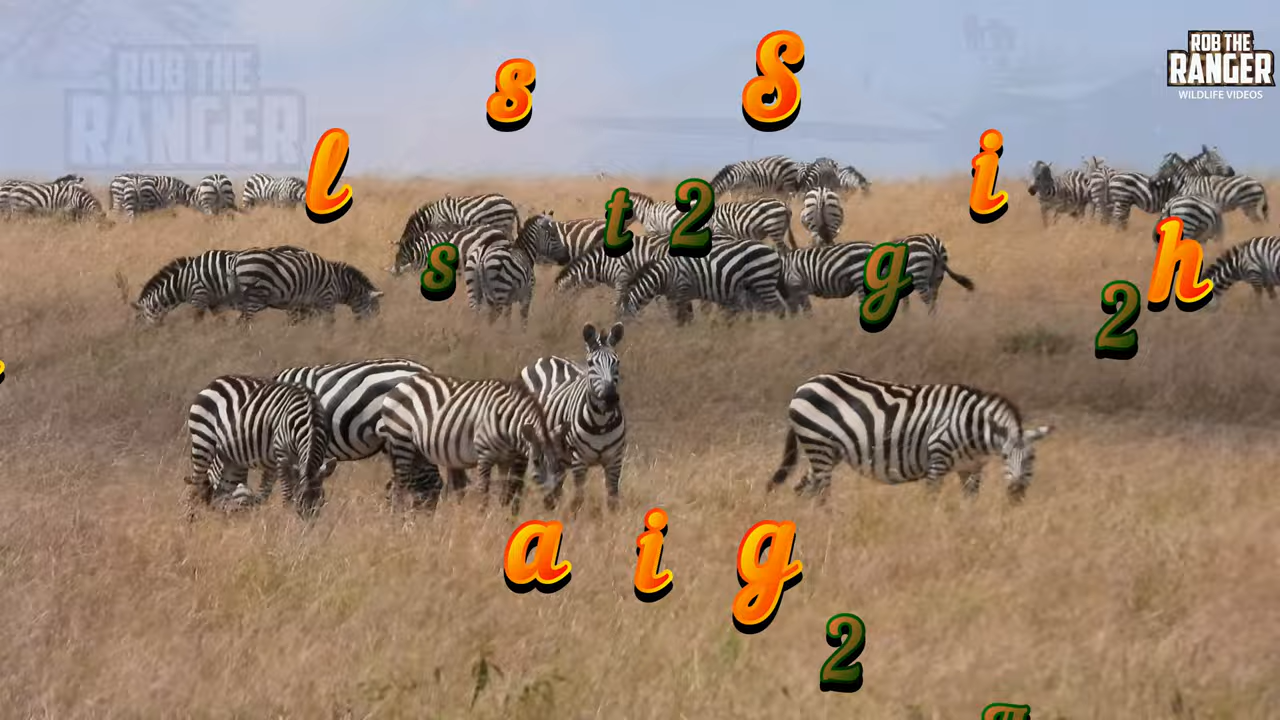 ROB THE
RANGER
WILDLIFE VIDEOS
ROB THE
RANGER
s S
l i
t 2
s g h
2
a i g
2